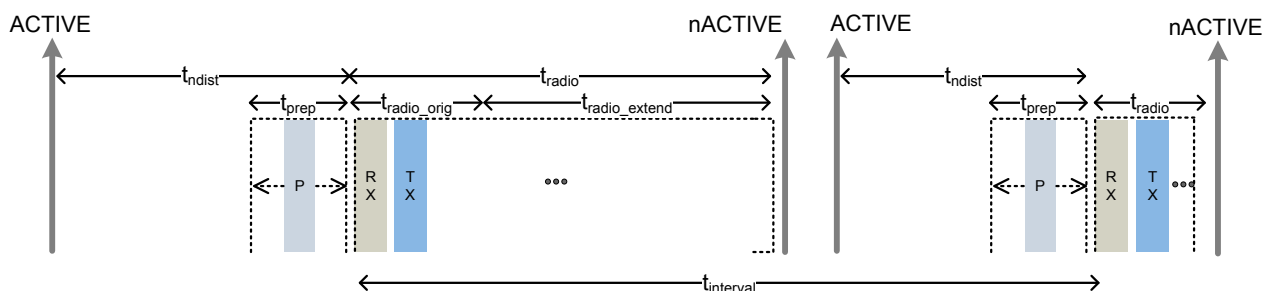 ACTIVE
nACTIVE
ACTIVE
nACTIVE
tndist
tradio
tndist
tprep
tradio_orig
tradio_extend
tprep
tradio
P
R
X
T
X
•••
P
R
X
T
X
•••
tinterval